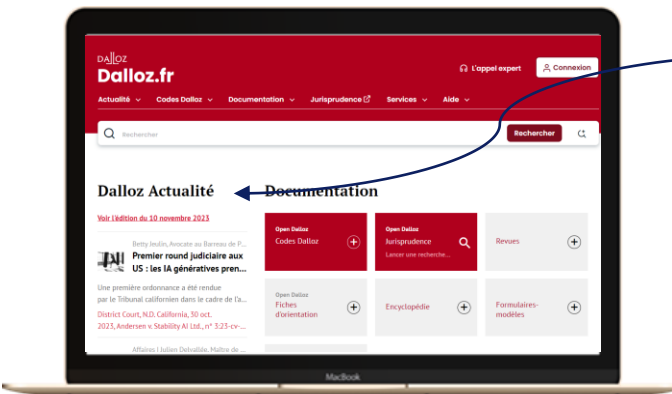 DALLOZ
Dalloz.fr
L'appel expert
Connexion
Actualité
Codes Dalloz
Documentation
Jurisprudence
Services
Aide
Rechercher
Rechercher
Dalloz Actualité
Voir l'édition du 10 novembre 2023
Betty Jeulin, Avocate au Barreau de P...
Premier round judiciaire aux
US : les IA génératives pren...
Une première ordonnance a été rendue
par le Tribunal californien dans le cadre de l'a...
District Court, N.D. California, 30 oct.
2023, Andersen v. Stability AI Ltd., n° 3:23-cv-...
Affaires | Julien Delvallée, Maître de ...
Documentation
Open Dalloz
Codes Dalloz
Open Dalloz
Jurisprudence
Lancer une recherche...
Revues
Open Dalloz
Fiches
d'orientation
Encyclopédie
Formulaires-
modèles
MacBook